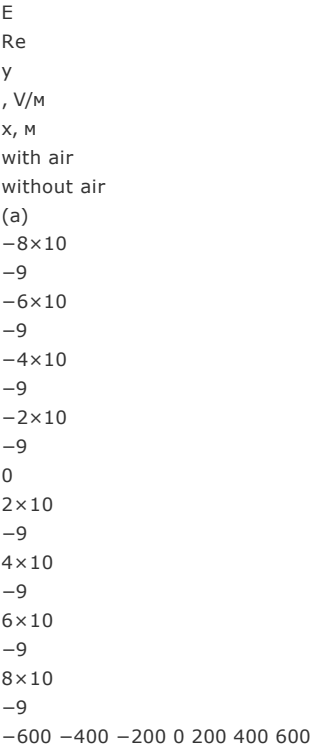 E
Re
y
, V/м
x, м
with air
without air
(a)
−8×10
−9
−6×10
−9
−4×10
−9
−2×10
−9
0
2×10
−9
4×10
−9
6×10
−9
8×10
−9
−600 −400 −200 0 200 400 600